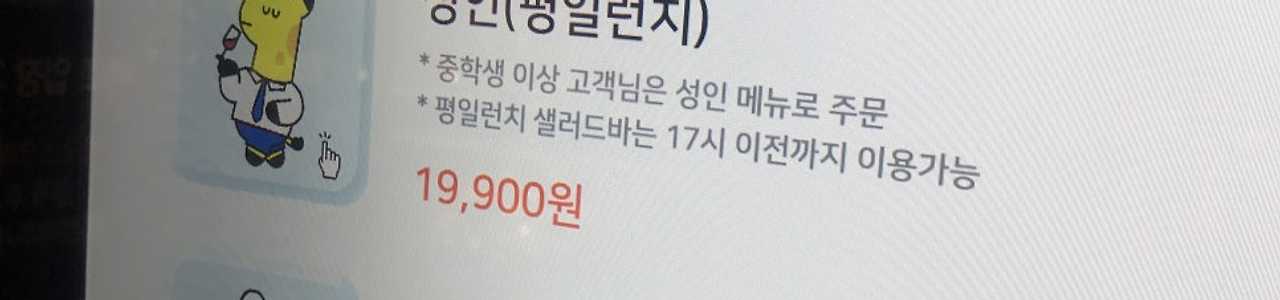 성인(평일런치)
* 중학생 이상 고객님은 성인 메뉴로 주문
* 평일런치 샐러드바는 17시 이전까지 이용가능
19,900원